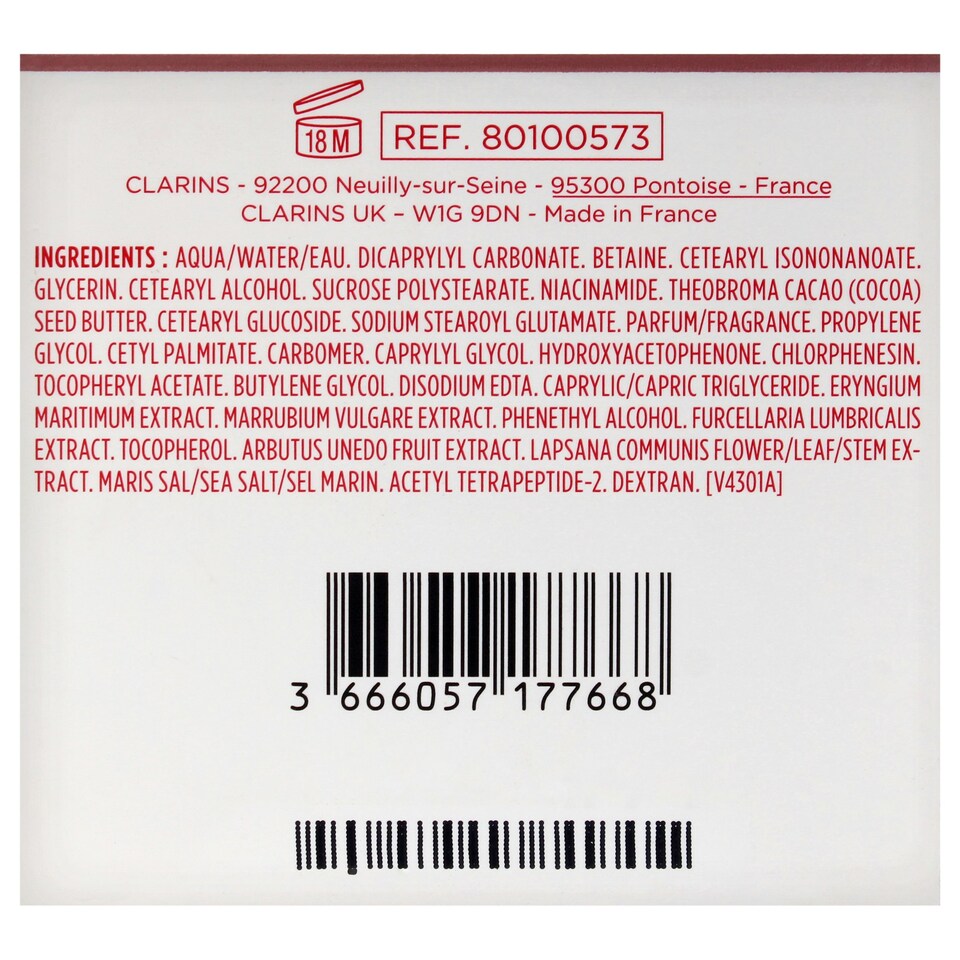 18 M
REF. 80100573
CLARINS - 92200 Neuilly-sur-Seine - 95300 Pontoise - France
CLARINS UK – W1G 9DN - Made in France
INGREDIENTS : AQUA/WATER/EAU. DICAPRYLYL CARBONATE. BETAINE. CETEARYL ISONONANOATE.
GLYCERIN. CETEARYL ALCOHOL. SUCROSE POLYSTEARATE. NIACINAMIDE. THEOBROMA CACAO (COCOA)
SEED BUTTER. CETEARYL GLUCOSIDE. SODIUM STEAROYL GLUTAMATE. PARFUM/FRAGRANCE. PROPYLENE
GLYCOL. CETYL PALMITATE. CARBOMER. CAPRYLYL GLYCOL. HYDROXYACETOPHENONE. CHLORPHENESIN.
TOCOPHERYL ACETATE. BUTYLENE GLYCOL. DISODIUM EDTA. CAPRYLIC/CAPRIC TRIGLYCERIDE. ERYNGIUM
MARITIMUM EXTRACT. MARRUBIUM VULGARE EXTRACT. PHENETHYL ALCOHOL. FURCELLARIA LUMBRICALIS
EXTRACT. TOCOPHEROL. ARBUTUS UNEDO FRUIT EXTRACT. LAPSANA COMMUNIS FLOWER/LEAF/STEM EX-
TRACT. MARIS SAL/SEA SALT/SEL MARIN. ACETYL TETRAPEPTIDE-2. DEXTRAN. [V4301A]
3 666057 177668